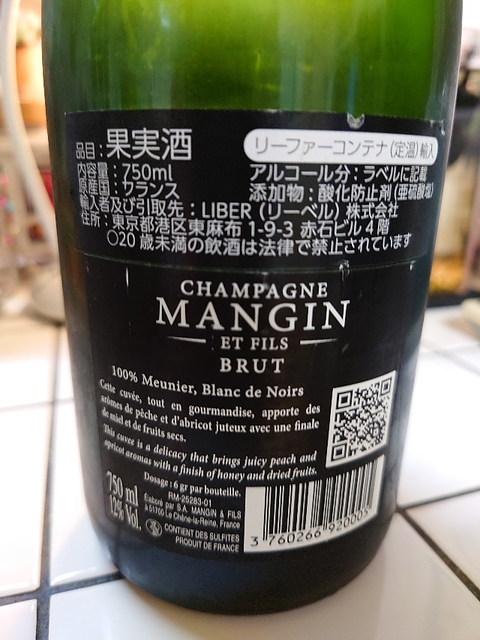 品目：果実酒
リーファーコンテナ(定温)輸入
内容量：750ml
アルコール分：ラベルに記載
原産国：フランス
添加物：酸化防止剤(亜硫酸塩)
輸入者及び引取先：LIBER (リーベル) 株式会社
住所：東京都港区東麻布 1-9-3 赤石ビル 4 階
○20 歳未満の飲酒は法律で禁止されています
CHAMPAGNE
MANGIN
ET FILS
BRUT
100% Meunier, Blanc de Noirs
Cette cuvée, tout en gourmandise, apporte des
arômes de pêche et d'abricot juteux avec une finale
de miel et de fruits secs.
This cuvee is a delicacy that brings juicy peach and
apricot aromas with a finish of honey and dried fruits.
Dosage : 6 gr par bouteille.
750 ml
12% Vol.
RM-25283-01
Élaboré par S.A. MANGIN & FILS
à 51700 Le Chêne-la-Reine, France
CONTIENT DES SULFITES
PRODUIT DE FRANCE
3 760266 920005